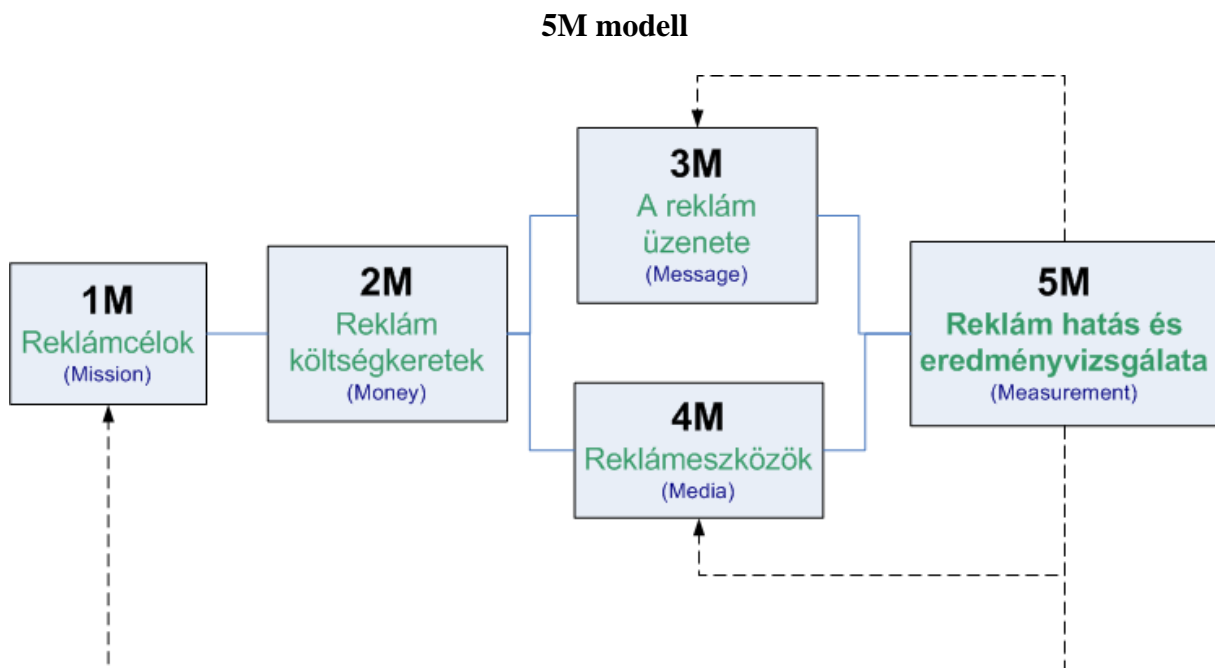 5M modell
1M
Reklámcélok
(Mission)
2M
Reklám
költségkeretek
(Money)
3M
A reklám
üzenete
(Message)
4M
Reklámeszközök
(Media)
5M
Reklám hatás és
eredményvizsgálata
(Measurement)